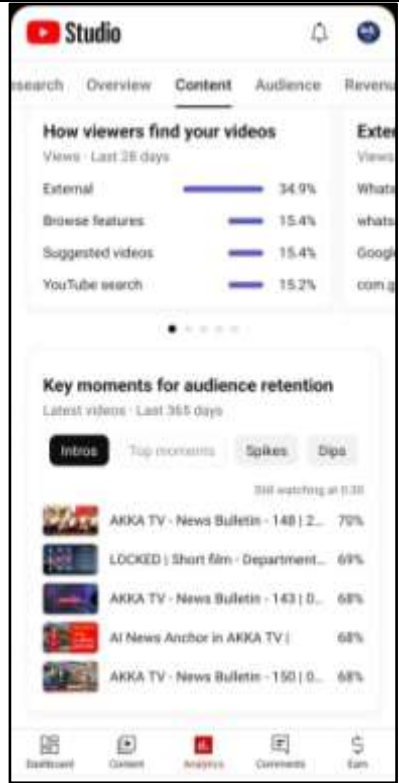 Studio
search Overview Content Audience Revenu
How viewers find your videos
Views · Last 28 days
External 34.9%
Browse features 15.4%
Suggested videos 15.4%
YouTube search 15.2%
Exter
Views
Whats
whats
Googl
com.g
Key moments for audience retention
Latest videos · Last 365 days
Intros Top moments Spikes Dips
Still watching at 0:30
AKKA TV - News Bulletin - 148 | 2... 70%
LOCKED | Short film - Department... 69%
AKKA TV - News Bulletin - 143 | 0... 68%
AI News Anchor in AKKA TV | 68%
AKKA TV - News Bulletin - 150 | 0... 68%
Dashboard Content Analytics Comments Earn